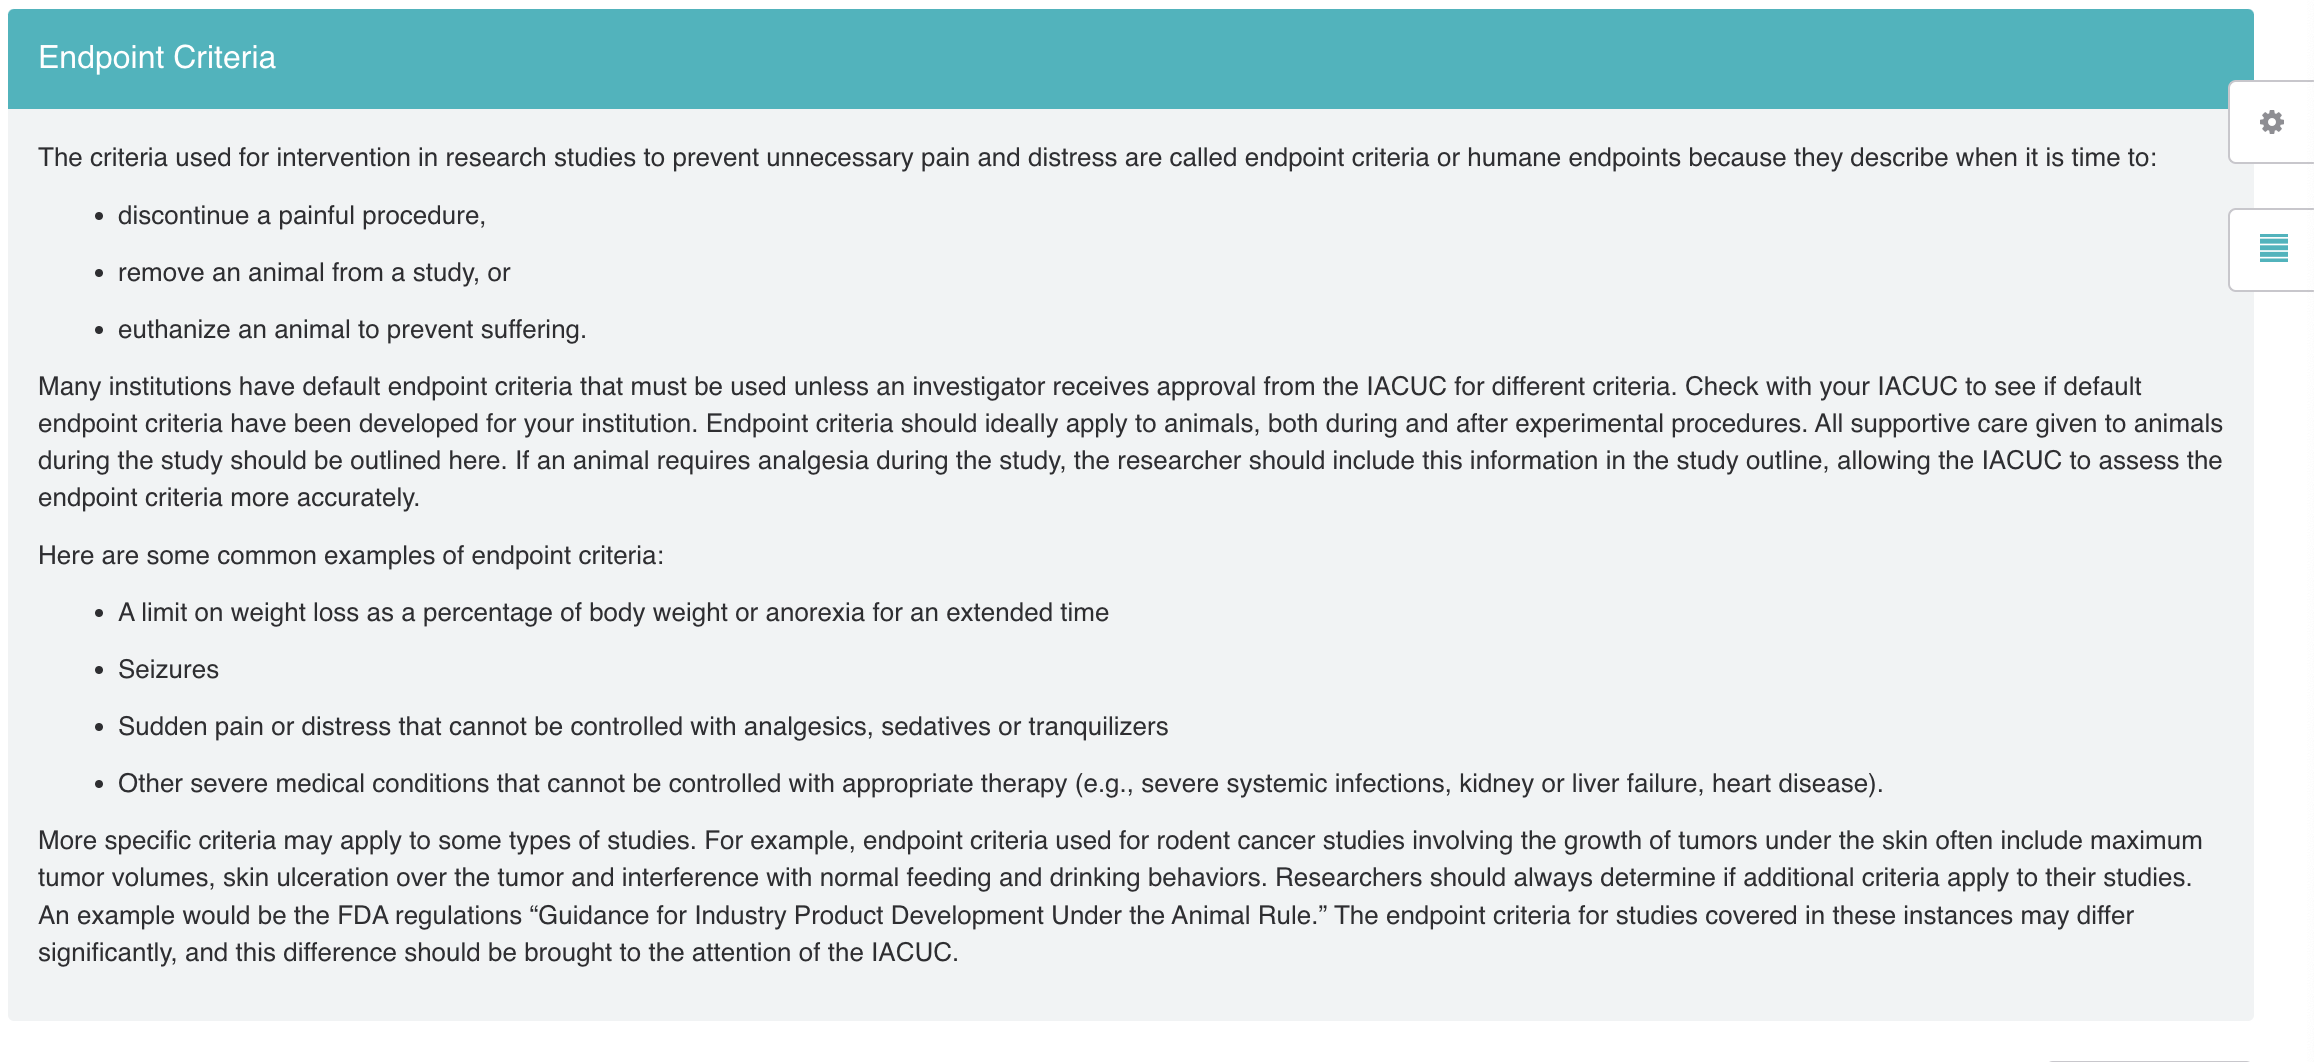 Endpoint Criteria
The criteria used for intervention in research studies to prevent unnecessary pain and distress are called endpoint criteria or humane endpoints because they describe when it is time to:
• discontinue a painful procedure,
• remove an animal from a study, or
• euthanize an animal to prevent suffering.
Many institutions have default endpoint criteria that must be used unless an investigator receives approval from the IACUC for different criteria. Check with your IACUC to see if default
endpoint criteria have been developed for your institution. Endpoint criteria should ideally apply to animals, both during and after experimental procedures. All supportive care given to animals
during the study should be outlined here. If an animal requires analgesia during the study, the researcher should include this information in the study outline, allowing the IACUC to assess the
endpoint criteria more accurately.
Here are some common examples of endpoint criteria:
• A limit on weight loss as a percentage of body weight or anorexia for an extended time
• Seizures
• Sudden pain or distress that cannot be controlled with analgesics, sedatives or tranquilizers
• Other severe medical conditions that cannot be controlled with appropriate therapy (e.g., severe systemic infections, kidney or liver failure, heart disease).
More specific criteria may apply to some types of studies. For example, endpoint criteria used for rodent cancer studies involving the growth of tumors under the skin often include maximum
tumor volumes, skin ulceration over the tumor and interference with normal feeding and drinking behaviors. Researchers should always determine if additional criteria apply to their studies.
An example would be the FDA regulations “Guidance for Industry Product Development Under the Animal Rule.” The endpoint criteria for studies covered in these instances may differ
significantly, and this difference should be brought to the attention of the IACUC.